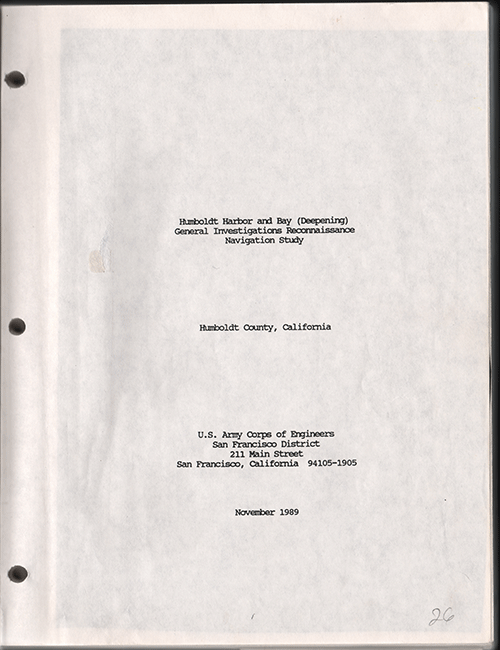 Humboldt Harbor and Bay (Deepening)
General Investigations Reconnaissance
Navigation Study
Humboldt County, California
U.S. Army Corps of Engineers
San Francisco District
211 Main Street
San Francisco, California 94105-1905
November 1989
26